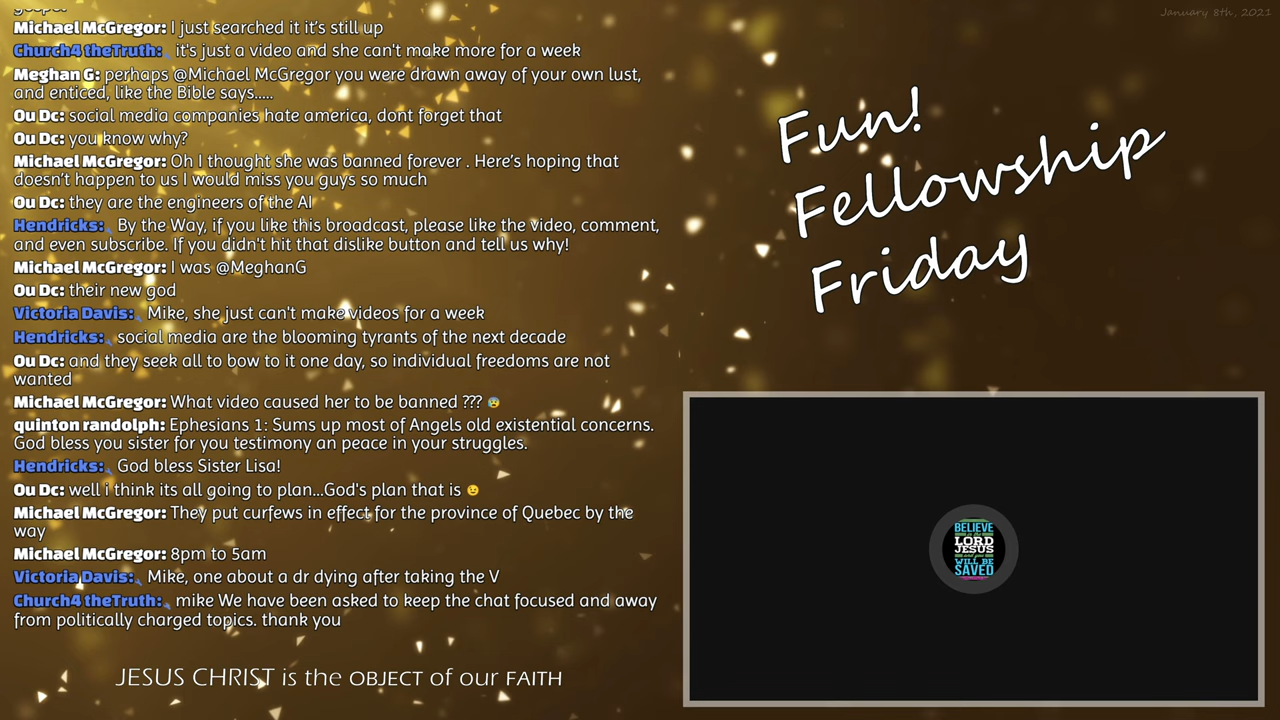 Michael McGregor: I just searched it it's still up
Church4 theTruth: it's just a video and she can't make more for a week
Meghan G: perhaps @Michael McGregor you were drawn away of your own lust,
and enticed, like the Bible says.....
Ou Dc: social media companies hate america, dont forget that
Ou Dc: you know why?
Michael McGregor: Oh I thought she was banned forever . Here's hoping that
doesn't happen to us I would miss you guys so much
Ou Dc: they are the engineers of the AI
Hendricks: By the Way, if you like this broadcast, please like the video, comment,
and even subscribe. If you didn't hit that dislike button and tell us why!
Michael McGregor: I was @MeghanG
Ou Dc: their new god
Victoria Davis: Mike, she just can't make videos for a week
Hendricks: social media are the blooming tyrants of the next decade
Ou Dc: and they seek all to bow to it one day, so individual freedoms are not
wanted
Michael McGregor: What video caused her to be banned ??? 😰
quinton randolph: Ephesians 1: Sums up most of Angels old existential concerns.
God bless you sister for you testimony an peace in your struggles.
Hendricks: God bless Sister Lisa!
Ou Dc: well i think its all going to plan...God's plan that is 😉
Michael McGregor: They put curfews in effect for the province of Quebec by the
way
Michael McGregor: 8pm to 5am
Victoria Davis: Mike, one about a dr dying after taking the V
Church4 theTruth: mike We have been asked to keep the chat focused and away
from politically charged topics. thank you
JESUS CHRIST is the OBJECT of our FAITH
January 8th, 2021
Fun!
Fellowship
Friday
BELIEVE
LORD
JESUS
WILL BE
SAVED